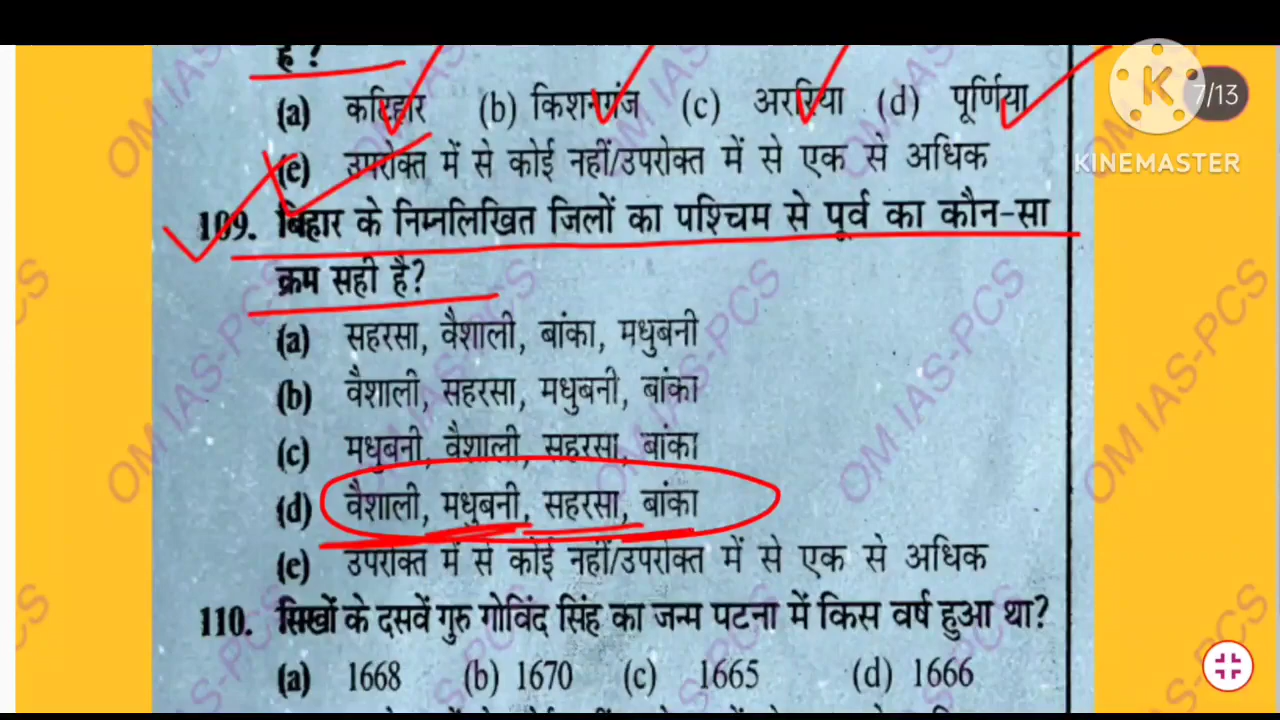 है ?
(a) कटिहार (b) किशनगंज (c) अररिया (d) पूर्णिया
7/13
KINEMASTER
(e) उपरोक्त में से कोई नहीं/उपरोक्त में से एक से अधिक
109. बिहार के निम्नलिखित जिलों का पश्चिम से पूर्व का कौन-सा
क्रम सही है?
(a) सहरसा, वैशाली, बांका, मधुबनी
(b) वैशाली, सहरसा, मधुबनी, बांका
(c) मधुबनी, वैशाली, सहरसा, बांका
(d) वैशाली, मधुबनी, सहरसा, बांका
(e) उपरोक्त में से कोई नहीं/उपरोक्त में से एक से अधिक
110. सिखों के दसवें गुरु गोविंद सिंह का जन्म पटना में किस वर्ष हुआ था?
(a) 1668 (b) 1670 (c) 1665 (d) 1666
OM IAS-PCS